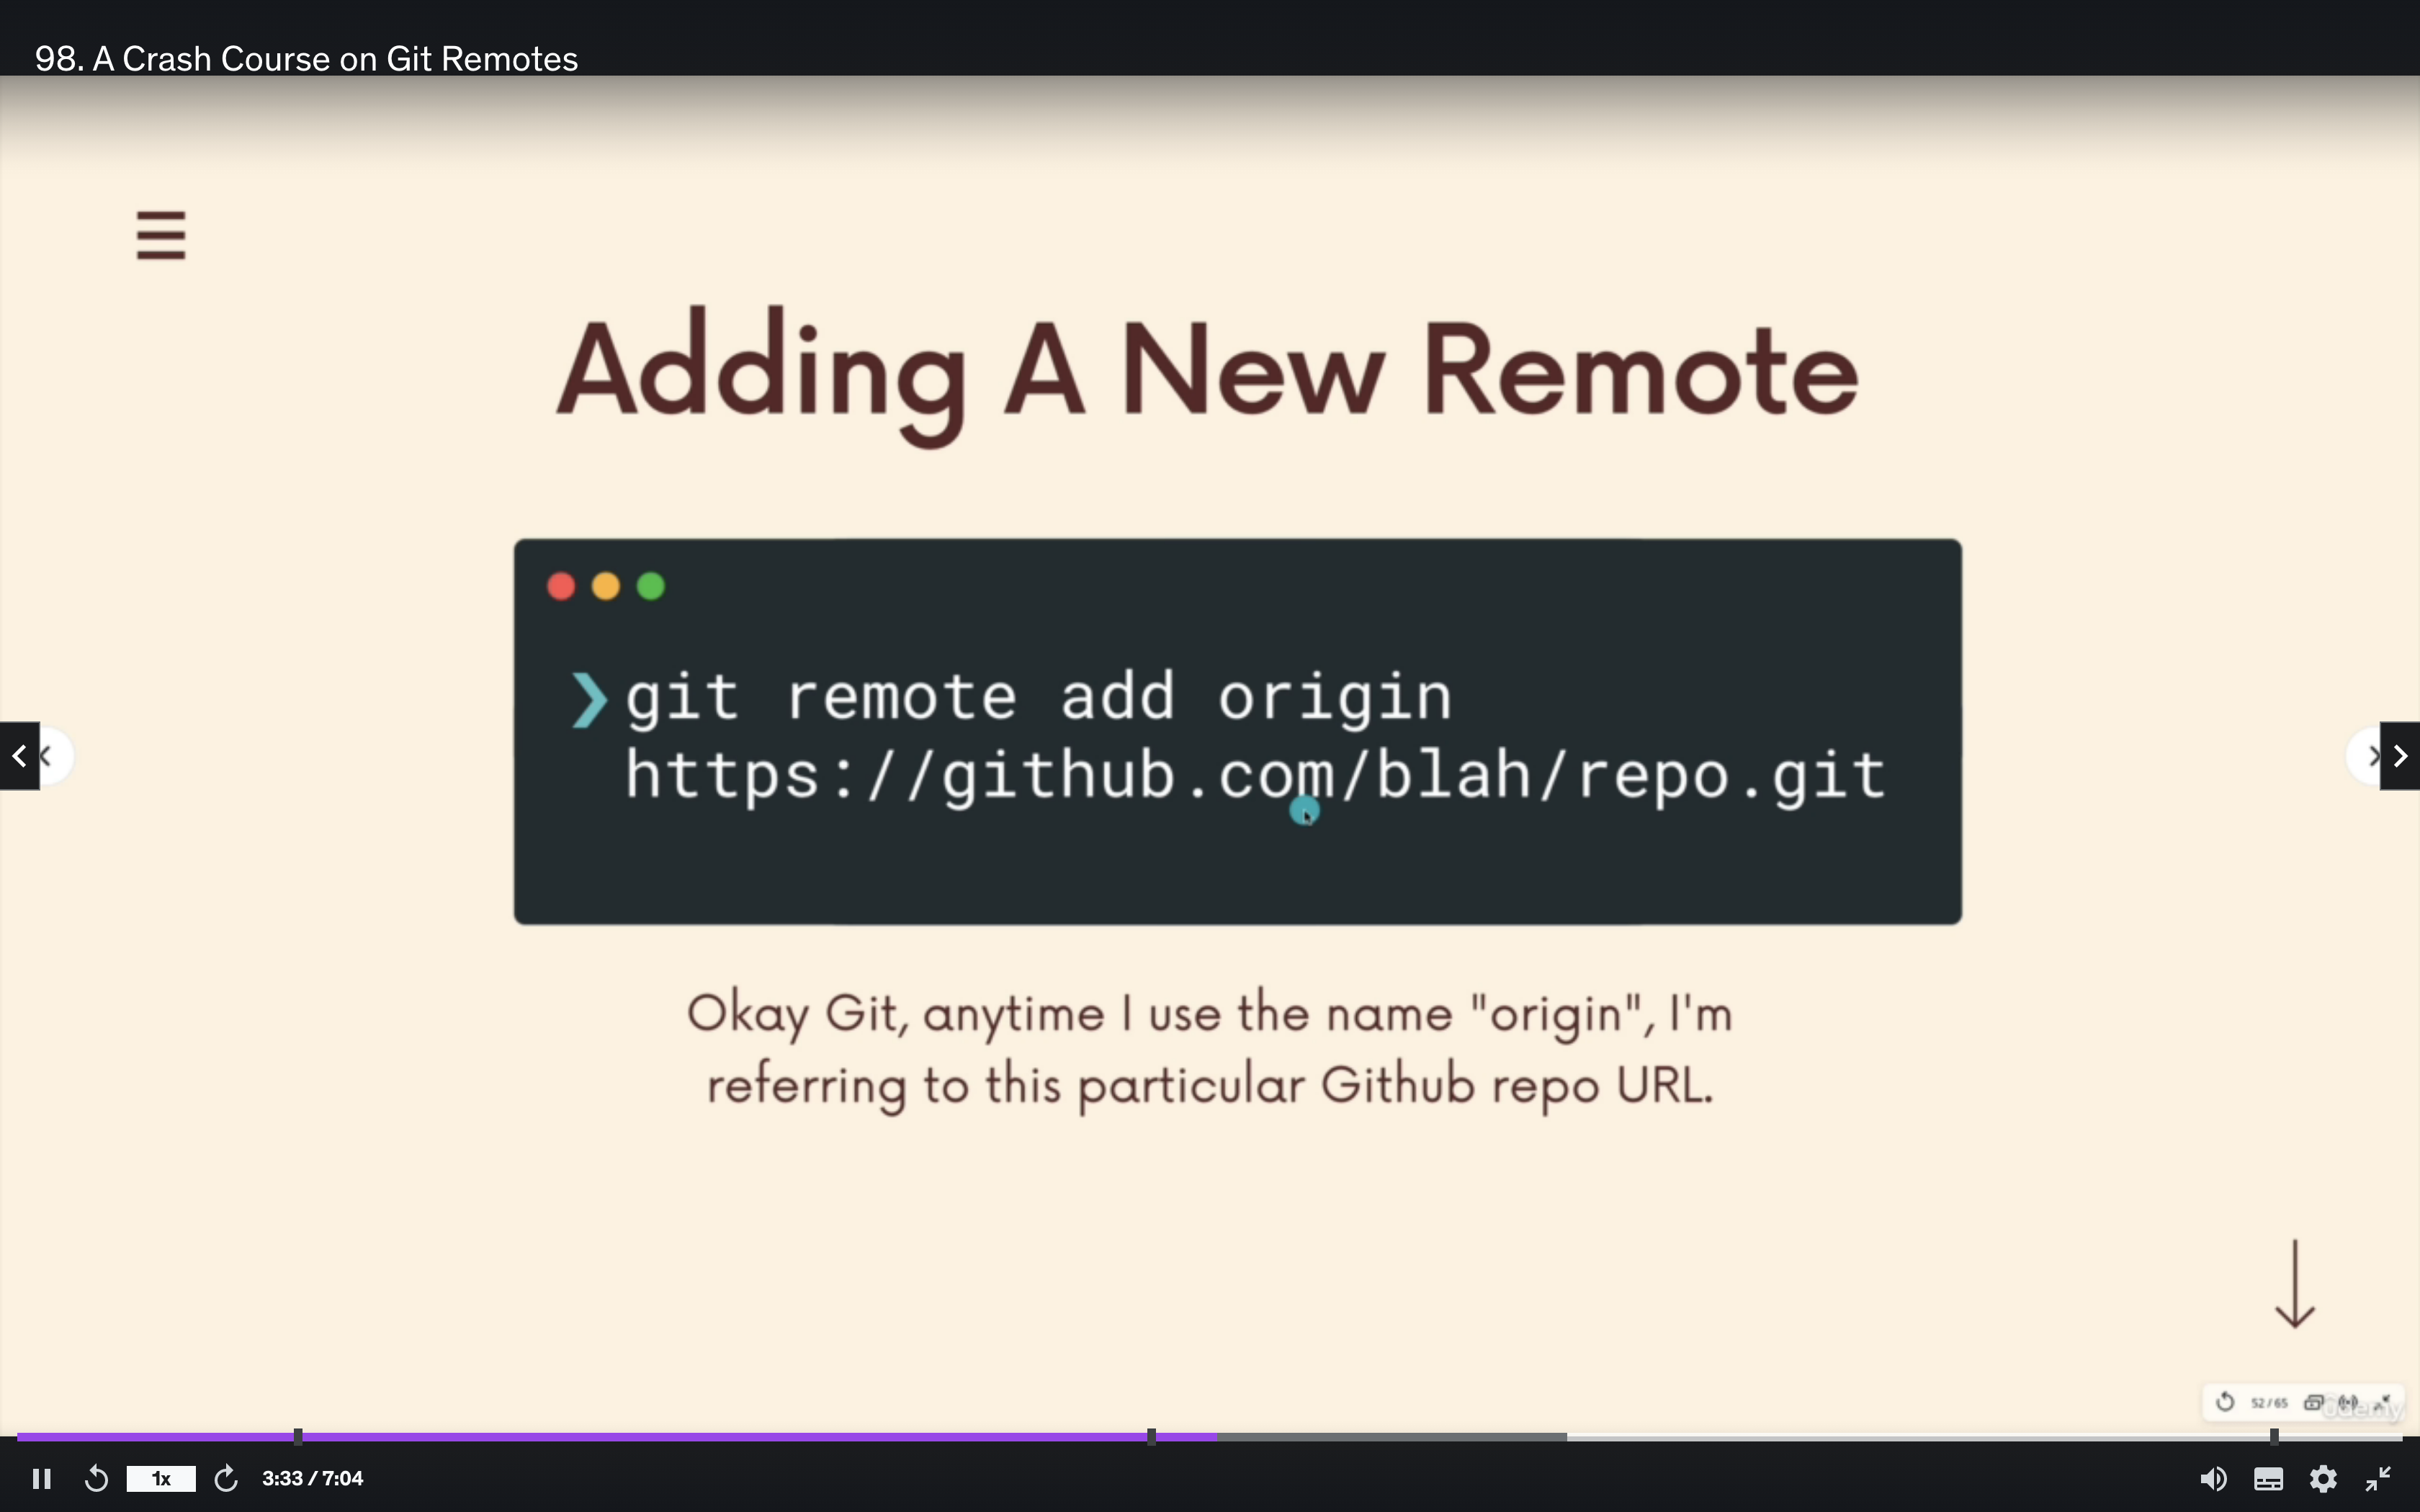 98. A Crash Course on Git Remotes
Adding A New Remote
❯ git remote add origin
https://github.com/blah/repo.git
Okay Git, anytime I use the name "origin", I'm
referring to this particular Github repo URL.
52 / 65
Udemy
1x
3:33 / 7:04